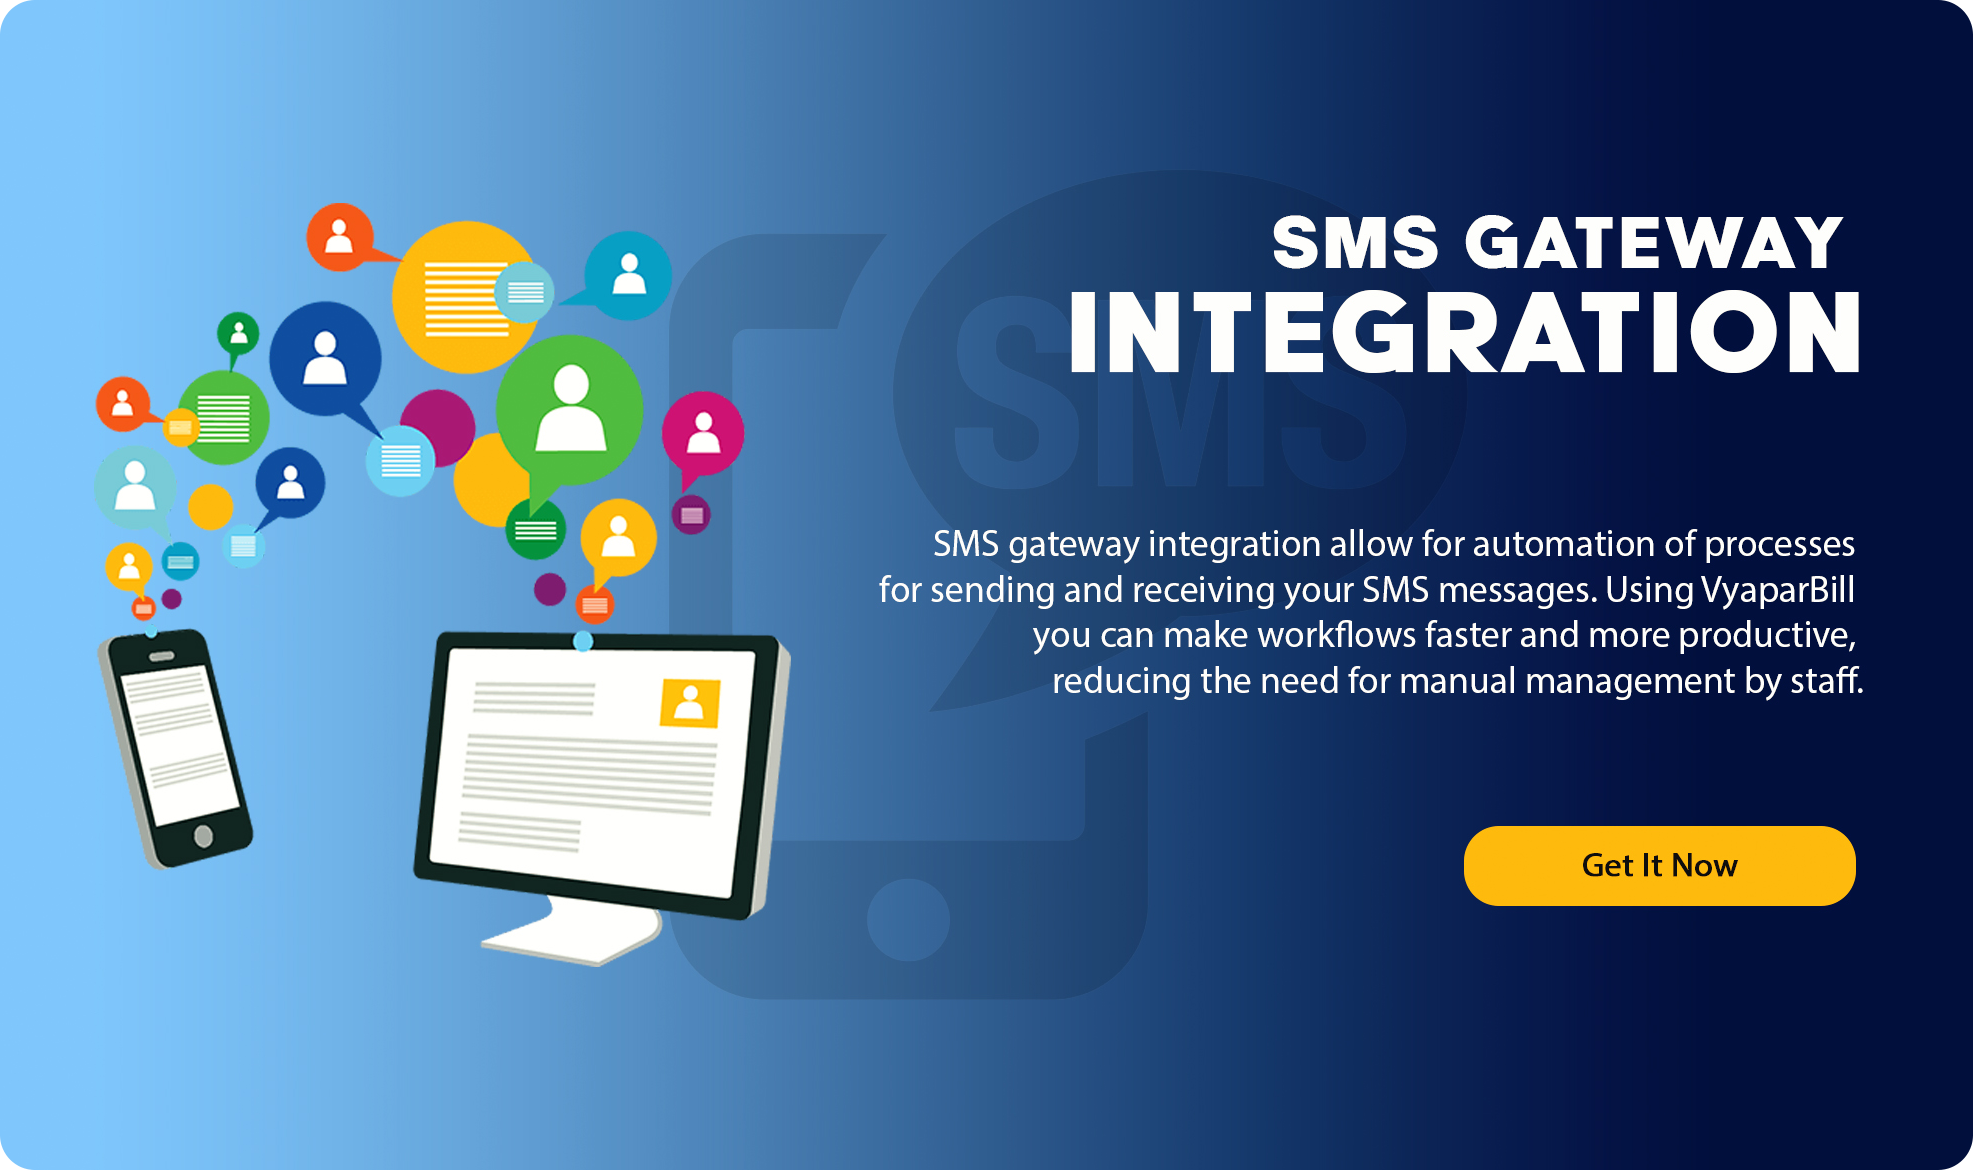 SMS GATEWAY
INTEGRATION
SMS
SMS gateway integration allow for automation of processes
for sending and receiving your SMS messages. Using VyaparBill
you can make workflows faster and more productive,
reducing the need for manual management by staff.
Get It Now